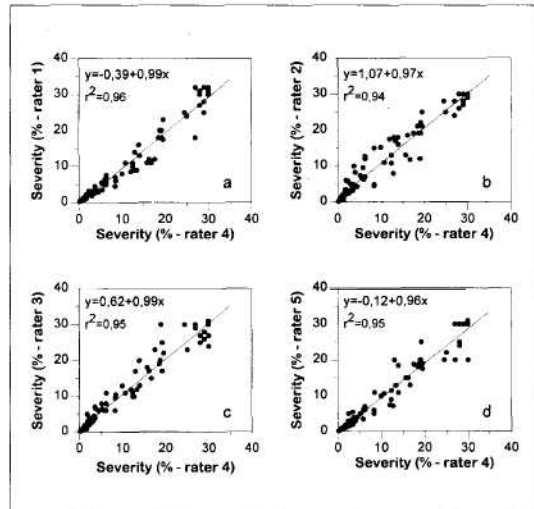 40
30
20
10
0
Severity (% - rater 1)
y=-0,39+0,99x
r²=0,96
a
0 10 20 30 40
Severity (% - rater 4)
40
30
20
10
0
Severity (% - rater 2)
y=1,07+0,97x
r²=0,94
b
0 10 20 30 40
Severity (% - rater 4)
40
30
20
10
0
Severity (% - rater 3)
y=0,62+0,99x
r²=0,95
c
0 10 20 30 40
Severity (% - rater 4)
40
30
20
10
0
Severity (% - rater 5)
y=-0,12+0,96x
r²=0,95
d
0 10 20 30 40
Severity (% - rater 4)